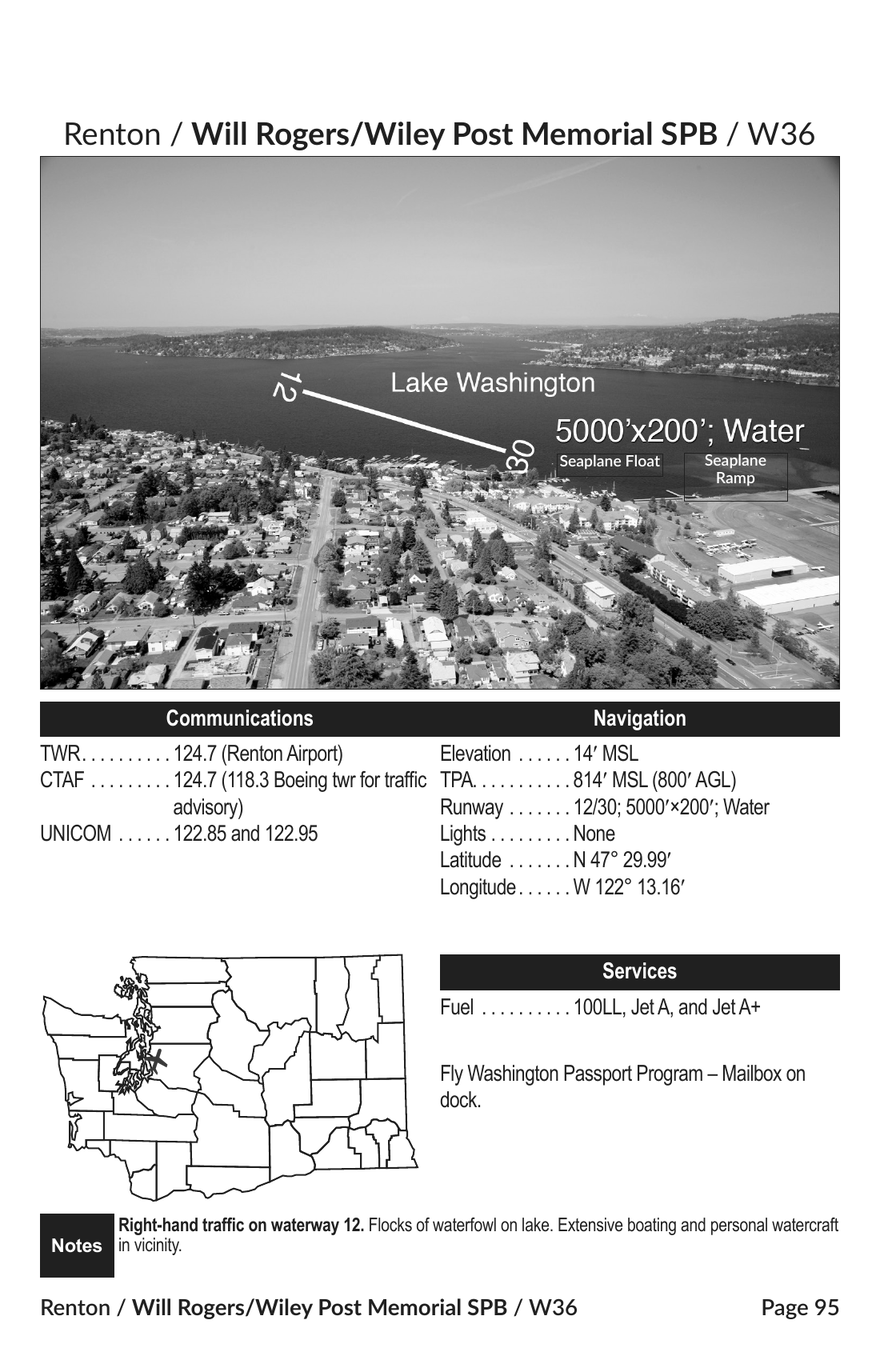 Renton / Will Rogers/Wiley Post Memorial SPB / W36
12
Lake Washington
30
5000’x200’; Water
Seaplane Float
Seaplane
Ramp
Communications
TWR. . . . . . . . . . 124.7 (Renton Airport)
CTAF . . . . . . . . . 124.7 (118.3 Boeing twr for traffic
advisory)
UNICOM . . . . . . 122.85 and 122.95
Navigation
Elevation . . . . . . 14′ MSL
TPA. . . . . . . . . . . 814′ MSL (800′ AGL)
Runway . . . . . . . 12/30; 5000′×200′; Water
Lights . . . . . . . . . None
Latitude . . . . . . . N 47° 29.99′
Longitude . . . . . . W 122° 13.16′
Services
Fuel . . . . . . . . . . 100LL, Jet A, and Jet A+
Fly Washington Passport Program – Mailbox on
dock.
Notes
Right-hand traffic on waterway 12. Flocks of waterfowl on lake. Extensive boating and personal watercraft
in vicinity.
Renton / Will Rogers/Wiley Post Memorial SPB / W36 Page 95